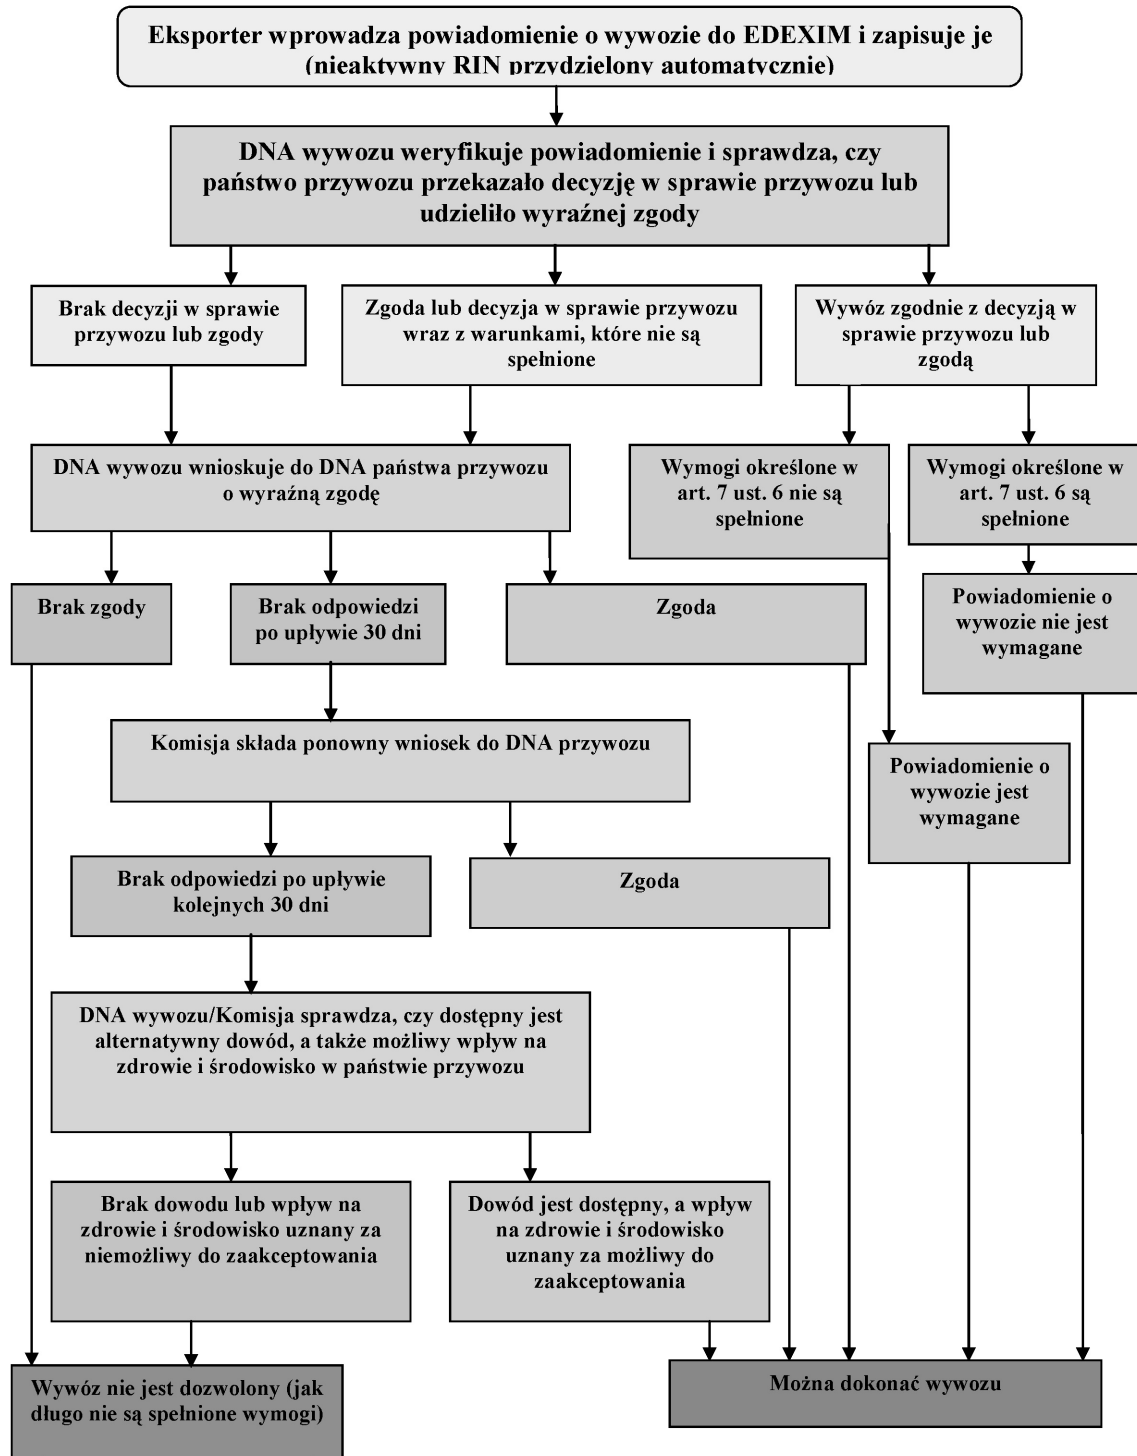 Eksporter wprowadza powiadomienie o wywozie do EDEXIM i zapisuje je
(nieaktywny RIN przydzielony automatycznie)
DNA wywozu weryfikuje powiadomienie i sprawdza, czy
państwo przywozu przekazało decyzję w sprawie przywozu lub
udzieliło wyraźnej zgody
Brak decyzji w sprawie
przywozu lub zgody
Zgoda lub decyzja w sprawie przywozu
wraz z warunkami, które nie są
spełnione
Wywóz zgodnie z decyzją w
sprawie przywozu lub
zgodą
DNA wywozu wnioskuje do DNA państwa przywozu
o wyraźną zgodę
Wymogi określone w
art. 7 ust. 6 nie są
spełnione
Wymogi określone w
art. 7 ust. 6 są
spełnione
Brak zgody
Brak odpowiedzi
po upływie 30 dni
Zgoda
Powiadomienie o
wywozie nie jest
wymagane
Komisja składa ponowny wniosek do DNA przywozu
Powiadomienie o
wywozie jest
wymagane
Brak odpowiedzi po upływie
kolejnych 30 dni
Zgoda
DNA wywozu/Komisja sprawdza, czy dostępny jest
alternatywny dowód, a także możliwy wpływ na
zdrowie i środowisko w państwie przywozu
Brak dowodu lub wpływ na
zdrowie i środowisko uznany za
niemożliwy do zaakceptowania
Dowód jest dostępny, a wpływ
na zdrowie i środowisko
uznany za możliwy do
zaakceptowania
Wywóz nie jest dozwolony (jak
długo nie są spełnione wymogi)
Można dokonać wywozu